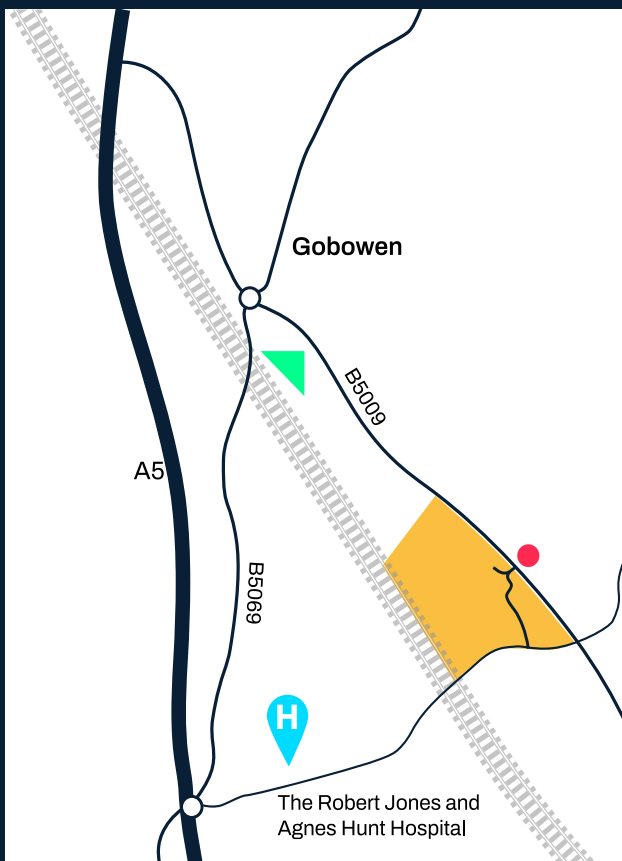 Gobowen
B5009
A5
B5069
H
The Robert Jones and
Agnes Hunt Hospital